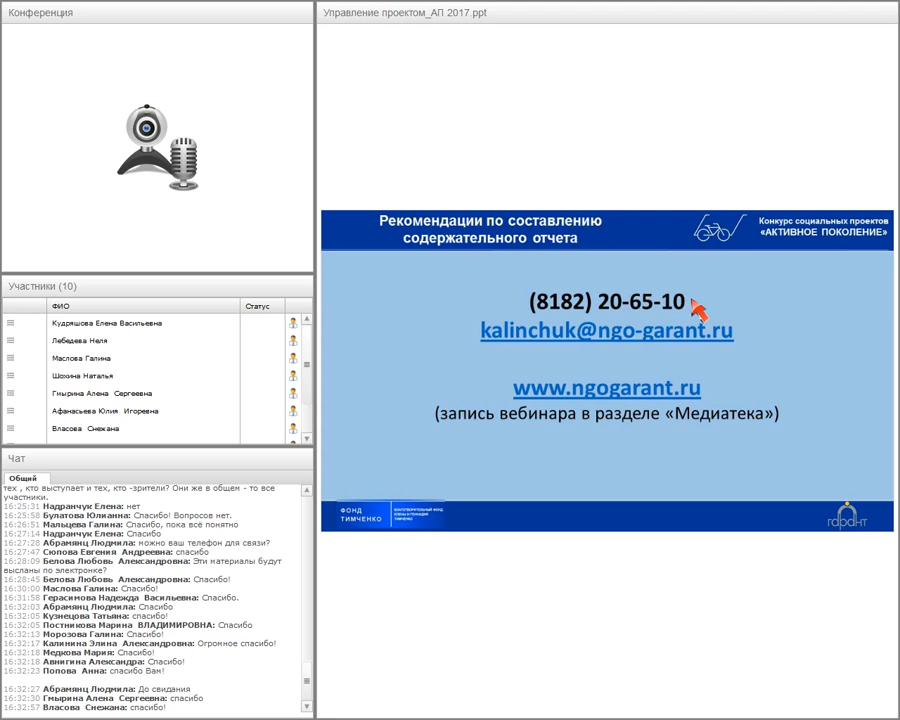 Конференция
Управление проектом_АП 2017.ppt
Участники (10)
ФИО
Статус
Кудряшова Елена Васильевна
Лебедева Неля
Маслова Галина
Шохина Наталья
Гмырина Алена Сергеевна
Афанасьева Юлия Игоревна
Власова Снежана
Чат
Общий
тех , кто выступает и тех, кто -зрители? Они же в общем - то все
участники.
16:25:31 Надранчук Елена: нет
16:25:58 Булатова Юлианна: Спасибо! Вопросов нет.
16:26:51 Мальцева Галина: Спасибо, пока всё понятно
16:27:14 Надранчук Елена: Спасибо
16:27:28 Абрамянц Людмила: можно ваш телефон для связи?
16:27:47 Сюпова Евгения Андреевна: спасибо
16:28:09 Белова Любовь Александровна: Эти материалы будут
высланы по электронке?
16:28:45 Белова Любовь Александровна: Спасибо!
16:30:00 Маслова Галина: Спасибо!
16:31:58 Герасимова Надежда Васильевна: Спасибо.
16:32:03 Абрамянц Людмила: Спасибо
16:32:05 Кузнецова Татьяна: спасибо!
16:32:05 Постникова Марина ВЛАДИМИРОВНА: Спасибо
16:32:13 Морозова Галина: Спасибо!
16:32:17 Калинина Элина Александровна: Огромное спасибо!
16:32:18 Медкова Мария: Спасибо!
16:32:18 Авнигина Александра: Спасибо!
16:32:23 Попова Анна: спасибо Вам!
16:32:27 Абрамянц Людмила: До свидания
16:32:30 Гмырина Алена Сергеевна: спасибо
16:32:57 Власова Снежана: спасибо!
Рекомендации по составлению
содержательного отчета
Конкурс социальных проектов
«АКТИВНОЕ ПОКОЛЕНИЕ»
(8182) 20-65-10
kalinchuk@ngo-garant.ru
www.ngogarant.ru
(запись вебинара в разделе «Медиатека»)
ФОНД
ТИМЧЕНКО
БЛАГОТВОРИТЕЛЬНЫЙ ФОНД
ЕЛЕНЫ И ГЕННАДИЯ
ТИМЧЕНКО
гарант